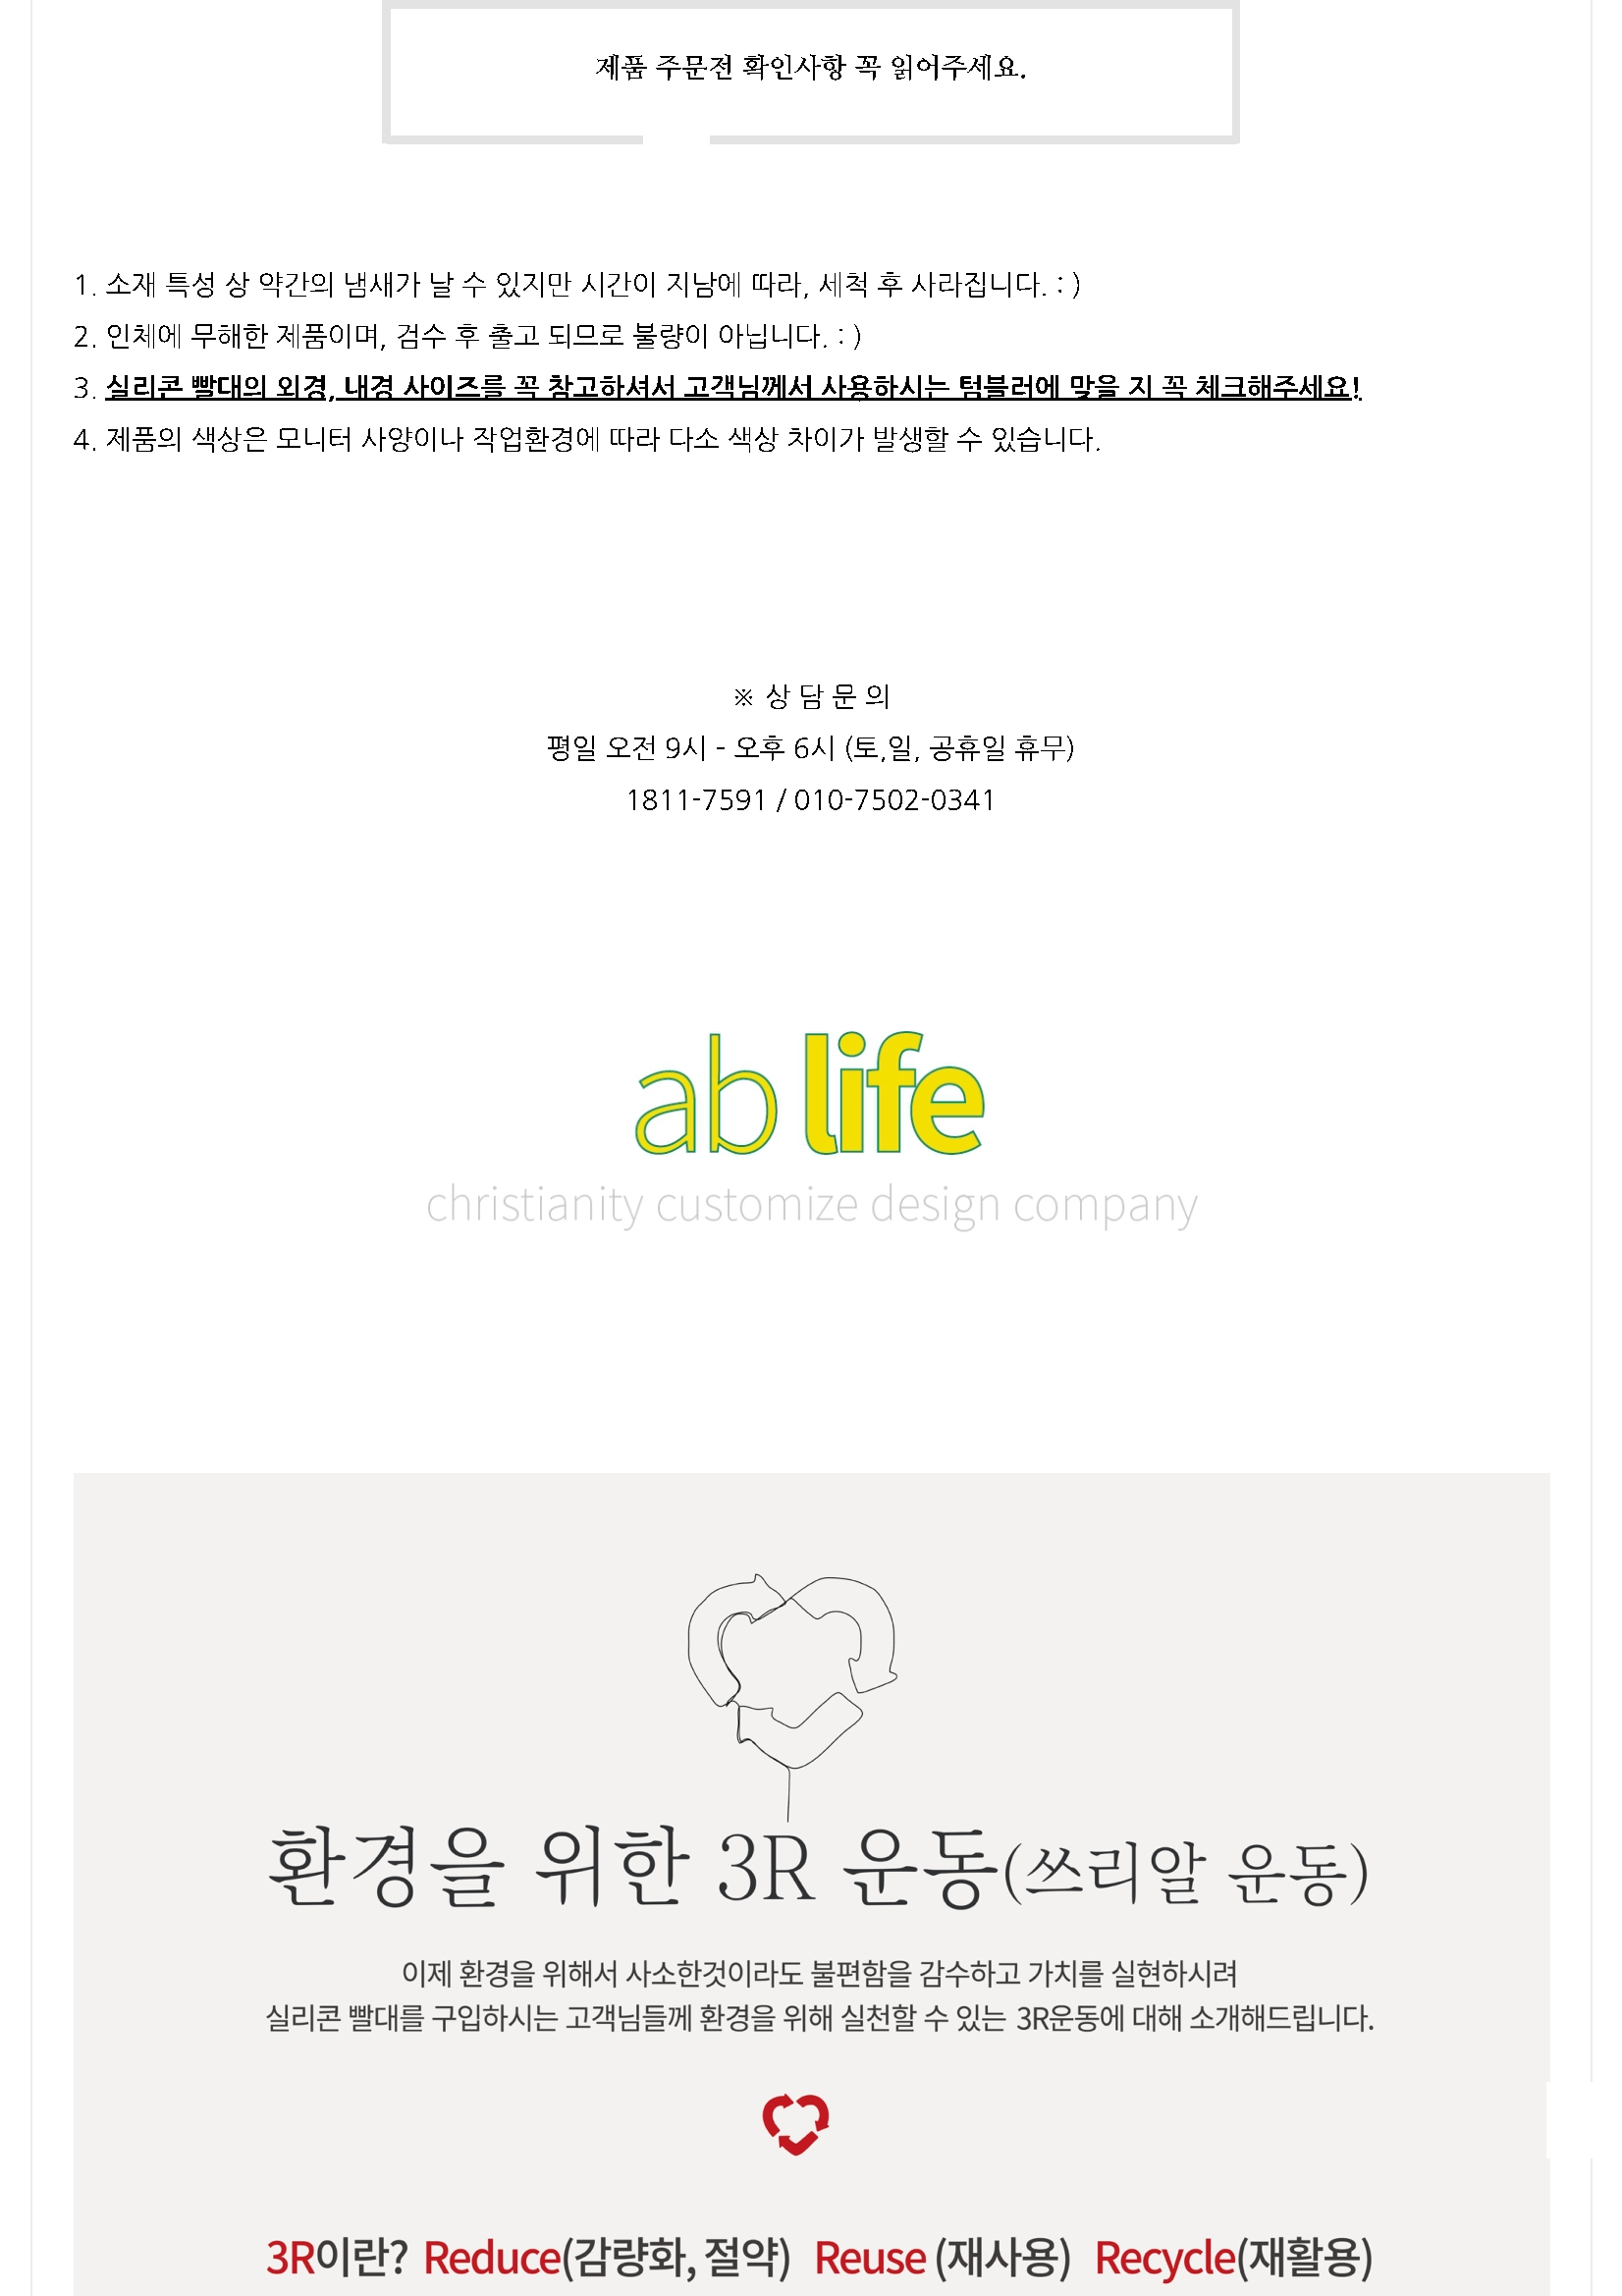 제품 주문전 확인사항 꼭 읽어주세요.
1. 소재 특성 상 약간의 냄새가 날 수 있지만 시간이 지남에 따라, 세척 후 사라집니다. : )
2. 인체에 무해한 제품이며, 검수 후 출고 되므로 불량이 아닙니다. : )
3. 실리콘 빨대의 외경, 내경 사이즈를 꼭 참고하셔서 고객님께서 사용하시는 텀블러에 맞을 지 꼭 체크해주세요!
4. 제품의 색상은 모니터 사양이나 작업환경에 따라 다소 색상 차이가 발생할 수 있습니다.
※ 상 담 문 의
평일 오전 9시 - 오후 6시 (토,일, 공휴일 휴무)
1811-7591 / 010-7502-0341
ab life
christianity customize design company
환경을 위한 3R 운동(쓰리알 운동)
이제 환경을 위해서 사소한것이라도 불편함을 감수하고 가치를 실현하시려
실리콘 빨대를 구입하시는 고객님들께 환경을 위해 실천할 수 있는 3R운동에 대해 소개해드립니다.
3R이란? Reduce(감량화, 절약) Reuse (재사용) Recycle(재활용)